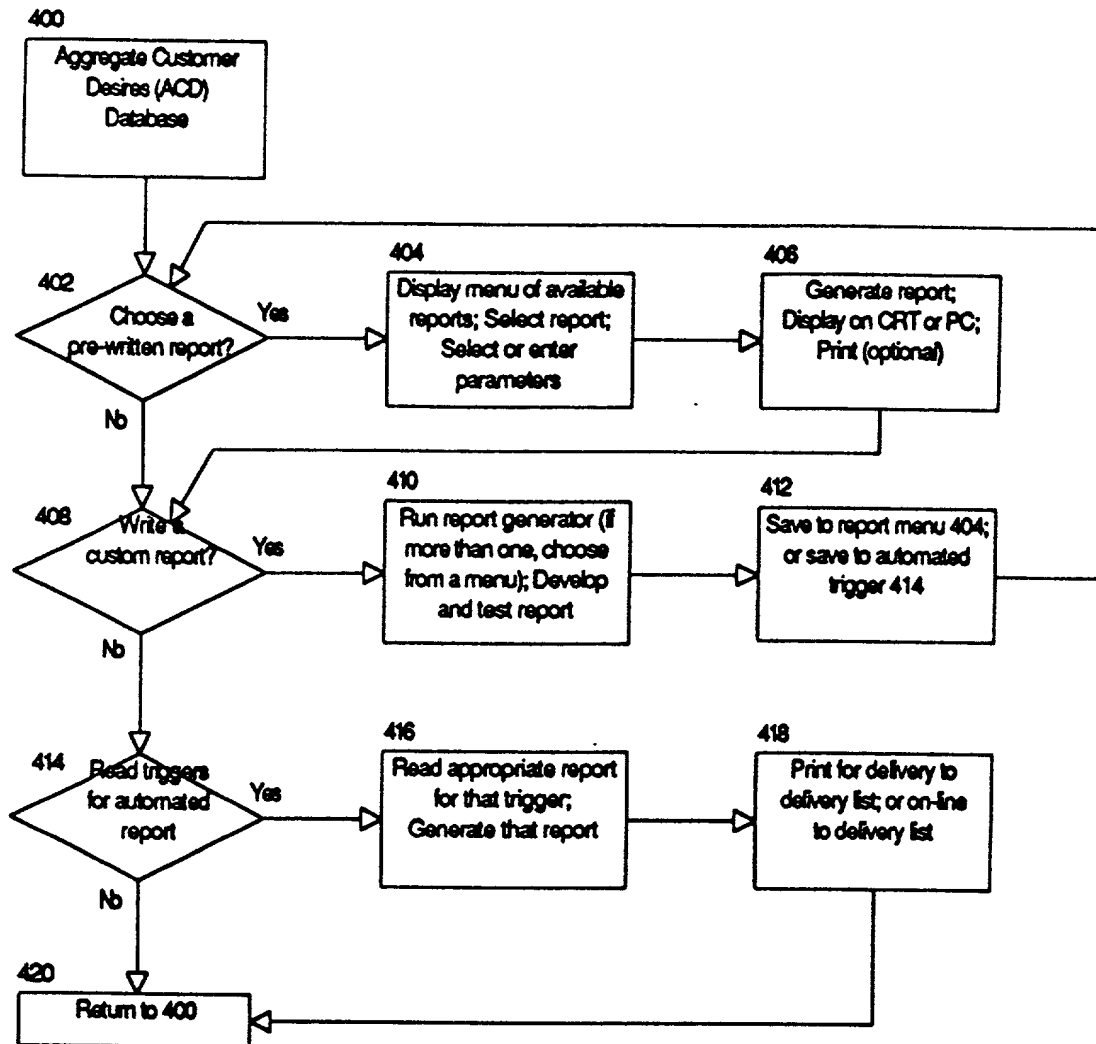 400
Aggregate Customer
Desires (ACD)
Database
402
Choose a
pre-written report?
Yes
No
404
Display menu of available
reports; Select report;
Select or enter
parameters
406
Generate report;
Display on CRT or PC;
Print (optional)
408
Write a
custom report?
Yes
No
410
Run report generator (if
more than one, choose
from a menu); Develop
and test report
412
Save to report menu 404;
or save to automated
trigger 414
414
Read triggers
for automated
report
Yes
No
416
Read appropriate report
for that trigger;
Generate that report
418
Print for delivery to
delivery list; or on-line
to delivery list
420
Return to 400